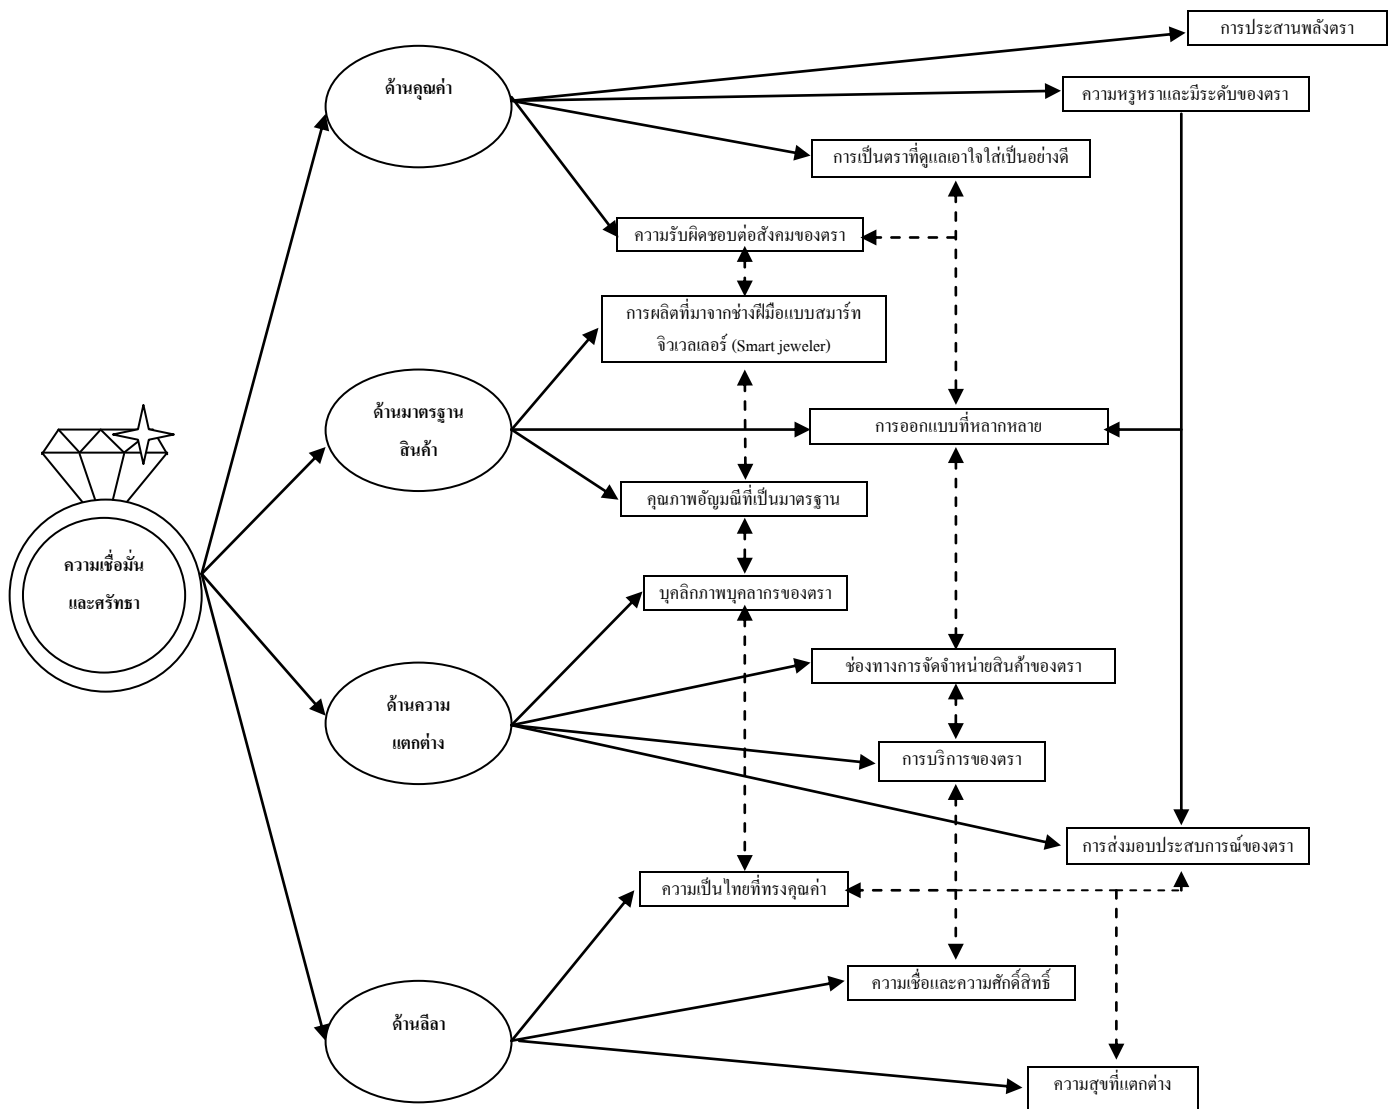 การประสานพลังตรา
ด้านคุณค่า
ความหรูหราและมีระดับของตรา
การเป็นตราที่ดูแลเอาใจใส่เป็นอย่างดี
ความรับผิดชอบต่อสังคมของตรา
การผลิตที่มาจากช่างฝีมือแบบสมาร์ท
จิวเวลเลอร์ (Smart jeweler)
ด้านมาตรฐาน
สินค้า
การออกแบบที่หลากหลาย
คุณภาพอัญมณีที่เป็นมาตรฐาน
ความเชื่อมั่น
และศรัทธา
บุคลิกภาพบุคลากรของตรา
ช่องทางการจัดจำหน่ายสินค้าของตรา
ด้านความ
แตกต่าง
การบริการของตรา
การส่งมอบประสบการณ์ของตรา
ความเป็นไทยที่ทรงคุณค่า
ความเชื่อและความศักดิ์สิทธิ์
ด้านลีลา
ความสุขที่แตกต่าง